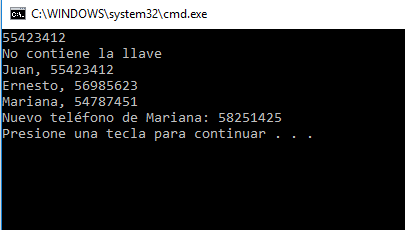 C:\WINDOWS\system32\cmd.exe
55423412
No contiene la llave
Juan, 55423412
Ernesto, 56985623
Mariana, 54787451
Nuevo teléfono de Mariana: 58251425
Presione una tecla para continuar . . .